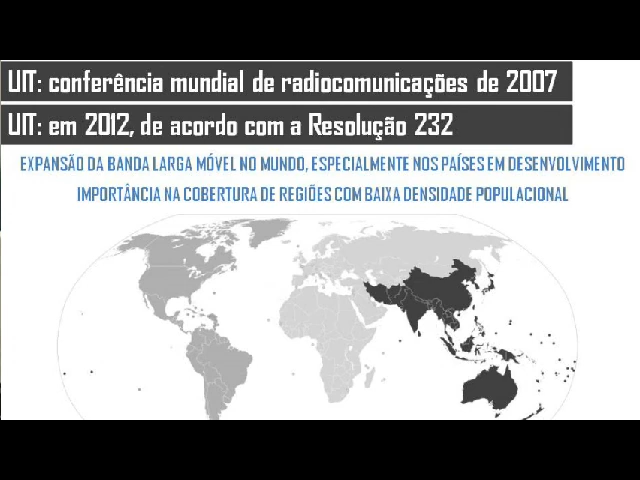 UIT: conferência mundial de radiocomunicações de 2007
UIT: em 2012, de acordo com a Resolução 232
EXPANSÃO DA BANDA LARGA MÓVEL NO MUNDO, ESPECIALMENTE NOS PAÍSES EM DESENVOLVIMENTO
IMPORTÂNCIA NA COBERTURA DE REGIÕES COM BAIXA DENSIDADE POPULACIONAL